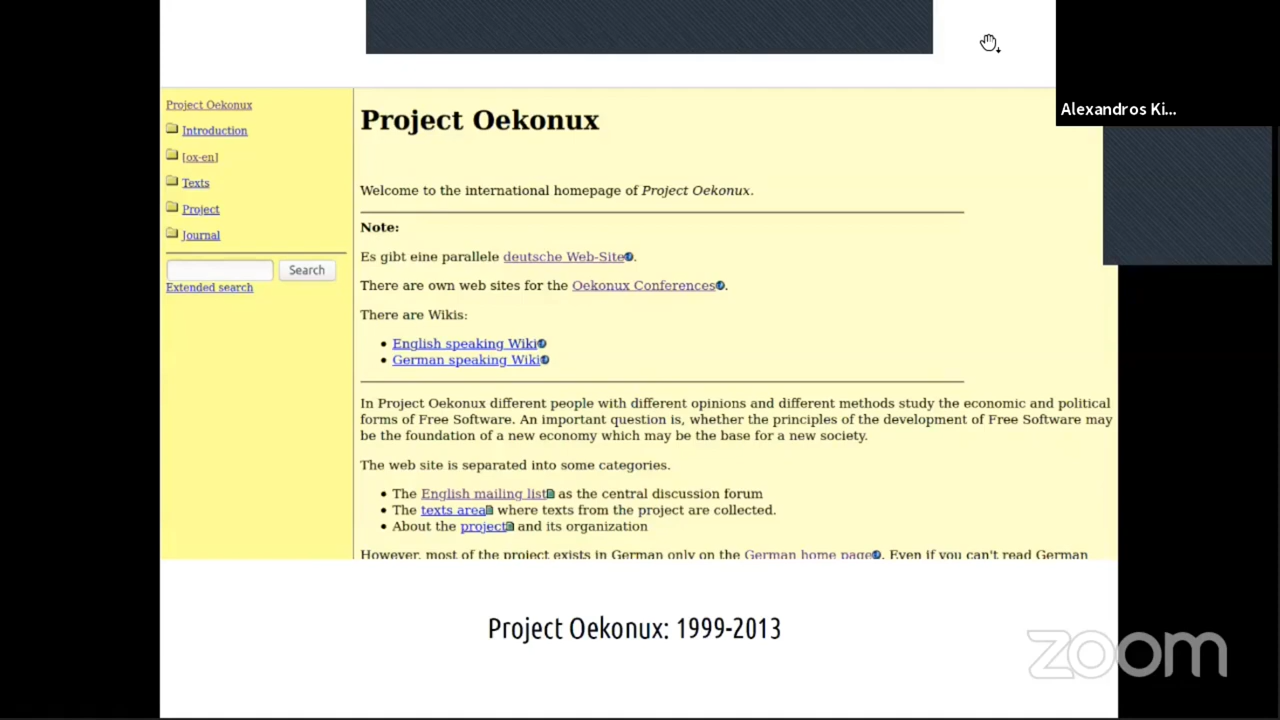 Alexandros Ki...
Project Oekonux
Introduction
[ox-en]
Texts
Project
Journal
Search
Extended search
Project Oekonux
Welcome to the international homepage of Project Oekonux.
Note:
Es gibt eine parallele deutsche Web-Site.
There are own web sites for the Oekonux Conferences.
There are Wikis:
English speaking Wiki
German speaking Wiki
In Project Oekonux different people with different opinions and different methods study the economic and political
forms of Free Software. An important question is, whether the principles of the development of Free Software may
be the foundation of a new economy which may be the base for a new society.
The web site is separated into some categories.
The English mailing list as the central discussion forum
The texts area where texts from the project are collected.
About the project and its organization
However, most of the project exists in German only on the German home page. Even if you can't read German
Project Oekonux: 1999-2013
zoom